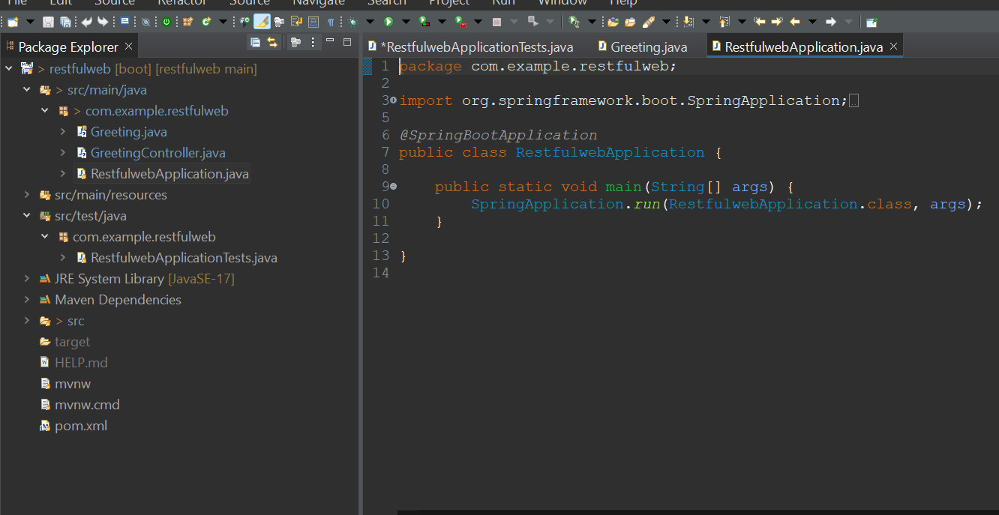 File Edit Source Refactor Source Navigate Search Project Run Window Help
Package Explorer
*RestfulwebApplicationTests.java Greeting.java RestfulwebApplication.java
> restfulweb [boot] [restfulweb main]
> src/main/java
> com.example.restfulweb
Greeting.java
GreetingController.java
RestfulwebApplication.java
src/main/resources
src/test/java
com.example.restfulweb
RestfulwebApplicationTests.java
JRE System Library [JavaSE-17]
Maven Dependencies
> src
target
HELP.md
mvnw
mvnw.cmd
pom.xml
1 package com.example.restfulweb;
2
3 import org.springframework.boot.SpringApplication;
5
6 @SpringBootApplication
7 public class RestfulwebApplication {
8
9 public static void main(String[] args) {
10 SpringApplication.run(RestfulwebApplication.class, args);
11 }
12
13 }
14